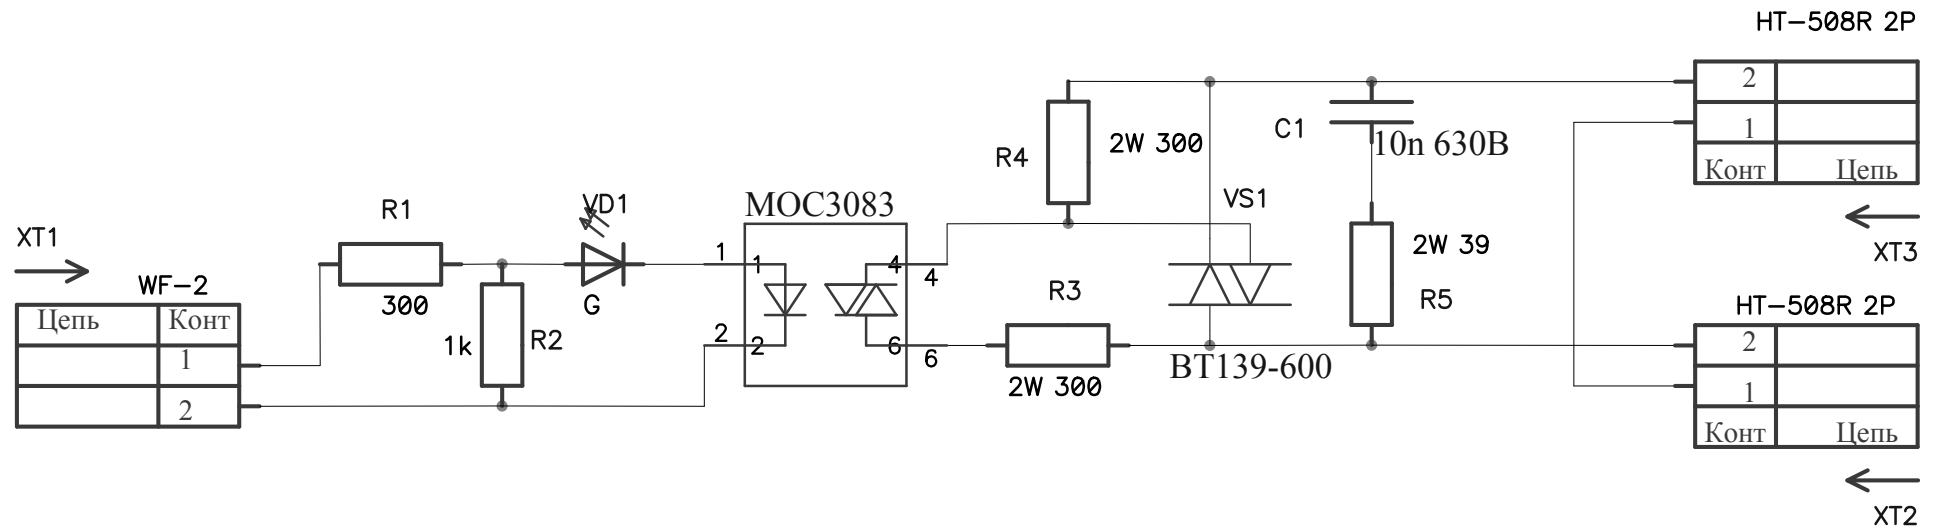 HT-508R 2P
2
1
Конт Цепь
XT3
R4
2W 300
C1
10n 630В
VS1
2W 39
R5
XT1
WF-2
Цепь Конт
1
2
R1
300
1k
R2
VD1
G
MOC3083
1 1
2 2
4 4
6 6
R3
2W 300
BT139-600
HT-508R 2P
2
1
Конт Цепь
XT2